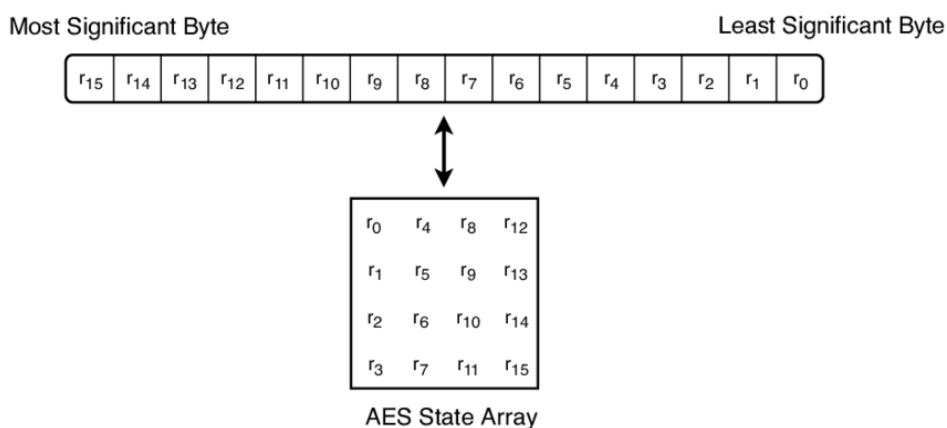 Most Significant Byte Least Significant Byte
r15 r14 r13 r12 r11 r10 r9 r8 r7 r6 r5 r4 r3 r2 r1 r0
r0 r4 r8 r12
r1 r5 r9 r13
r2 r6 r10 r14
r3 r7 r11 r15
AES State Array